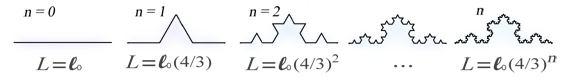 n = 0 n = 1 n = 2 n
L = ℓ₀ L = ℓ₀(4/3) L = ℓ₀(4/3)² ... L = ℓ₀(4/3)ⁿ